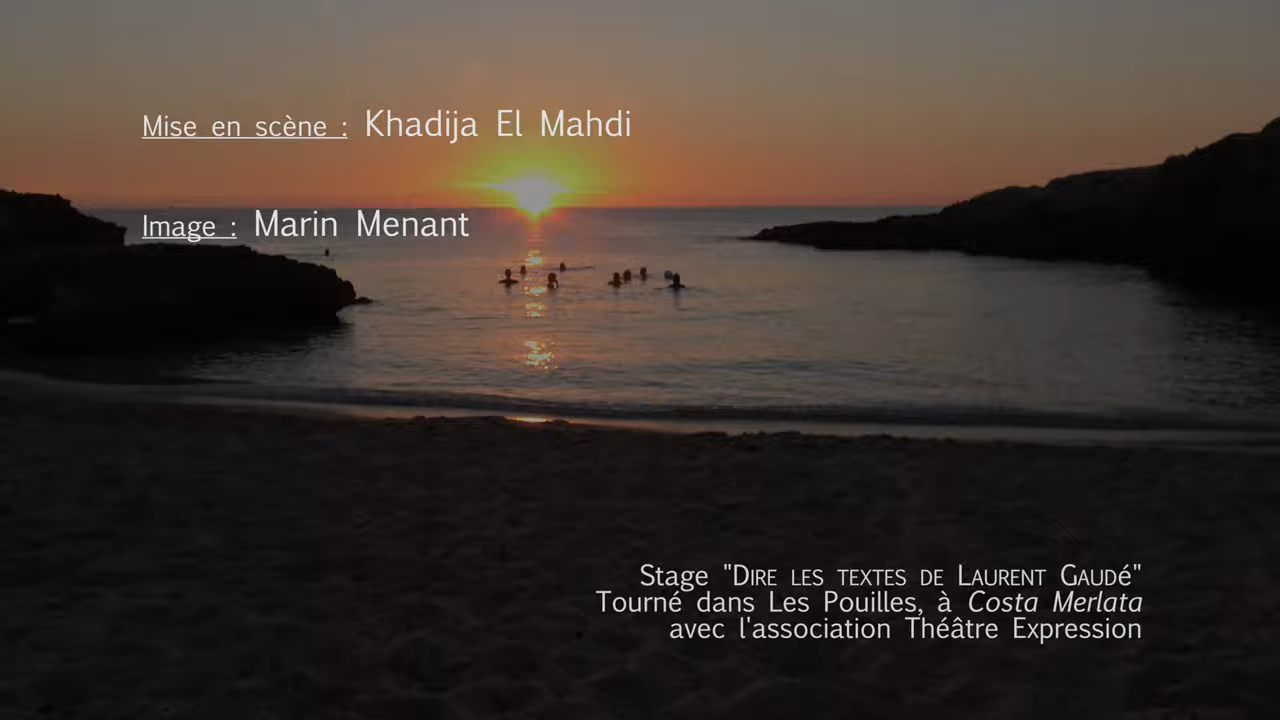 Mise en scène : Khadija El Mahdi
Image : Marin Menant
Stage "DIRE LES TEXTES DE LAURENT GAUDé"
Tourné dans Les Pouilles, à Costa Merlata
avec l'association Théâtre Expression